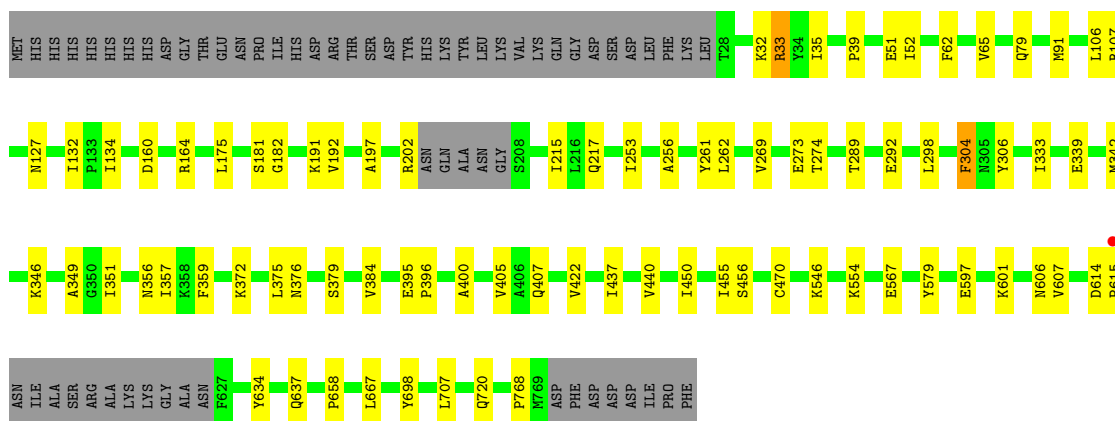 MET HIS HIS HIS HIS HIS HIS HIS ASP GLY THR GLU ASN PRO ILE HIS ASP ARG THR SER ASP TYR HIS LYS TYR LEU LYS VAL LYS GLN GLY ASP SER ASP LEU PHE LYS LEU T28 K32 R33 Y34 I35 P39 E51 I52 F62 V65 Q79 M91 L106
N127 I132 P133 I134 D160 R164 L175 S181 G182 K191 V192 A197 R202 ASN GLN ALA ASN GLY S208 I215 L216 Q217 I253 A256 Y261 L262 V269 E273 T274 T289 E292 L298 F304 N305 Y306 I333 E339
K346 A349 G350 I351 N356 I357 K358 F359 K372 L375 N376 S379 V384 E395 P396 A400 V405 A406 Q407 V422 I437 V440 I450 I455 S456 C470 K546 K554 E567 Y579 E597 K601 N606 V607 D614
ASN ILE ALA SER ARG ALA LYS LYS GLY ALA ASN F627 Y634 Q637 P658 L667 Y698 L707 Q720 P768 M769 ASP PHE ASP ASP ASP ILE PRO PHE